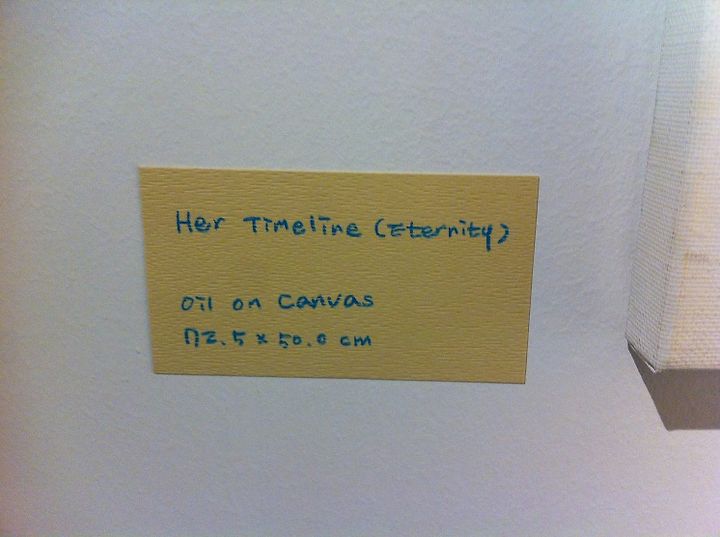 Her Timeline (Eternity)
oil on canvas
72.5 x 50.0 cm